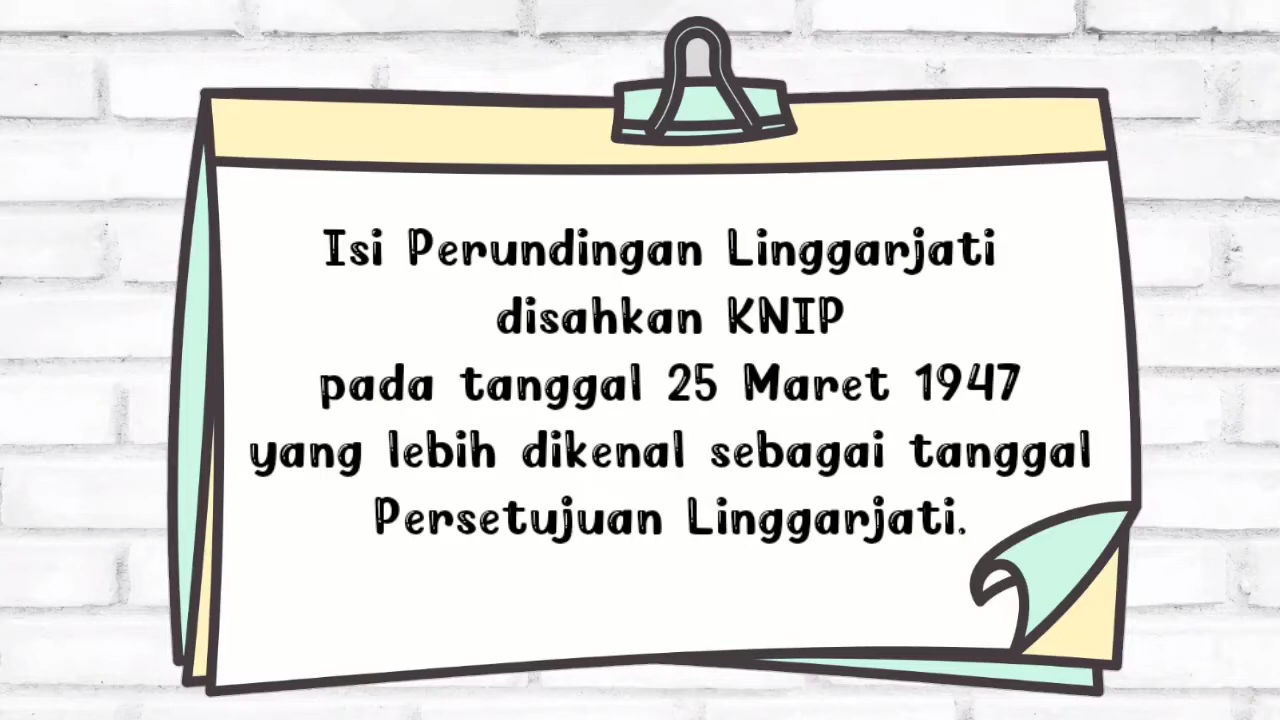 Isi Perundingan Linggarjati
disahkan KNIP
pada tanggal 25 Maret 1947
yang lebih dikenal sebagai tanggal
Persetujuan Linggarjati.